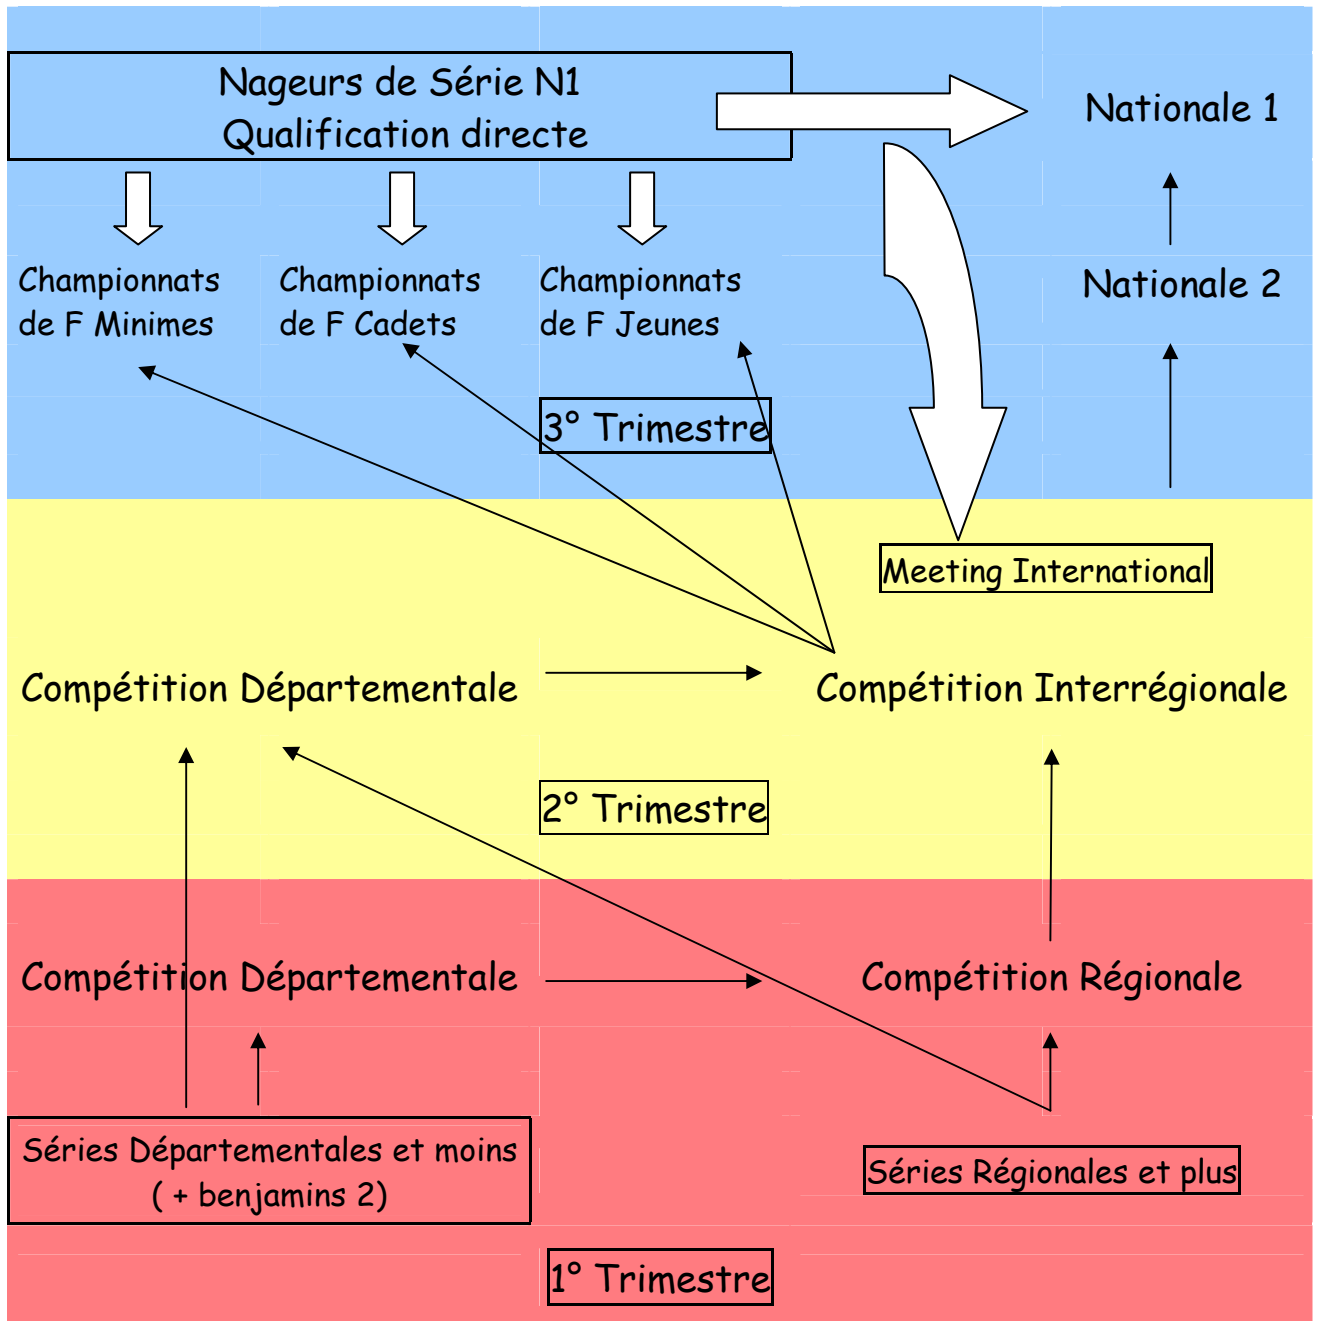 Nageurs de Série N1
Qualification directe
Nationale 1
Championnats
de F Minimes
Championnats
de F Cadets
Championnats
de F Jeunes
Nationale 2
3° Trimestre
Meeting International
Compétition Départementale
Compétition Interrégionale
2° Trimestre
Compétition Départementale
Compétition Régionale
Séries Départementales et moins
( + benjamins 2)
Séries Régionales et plus
1° Trimestre